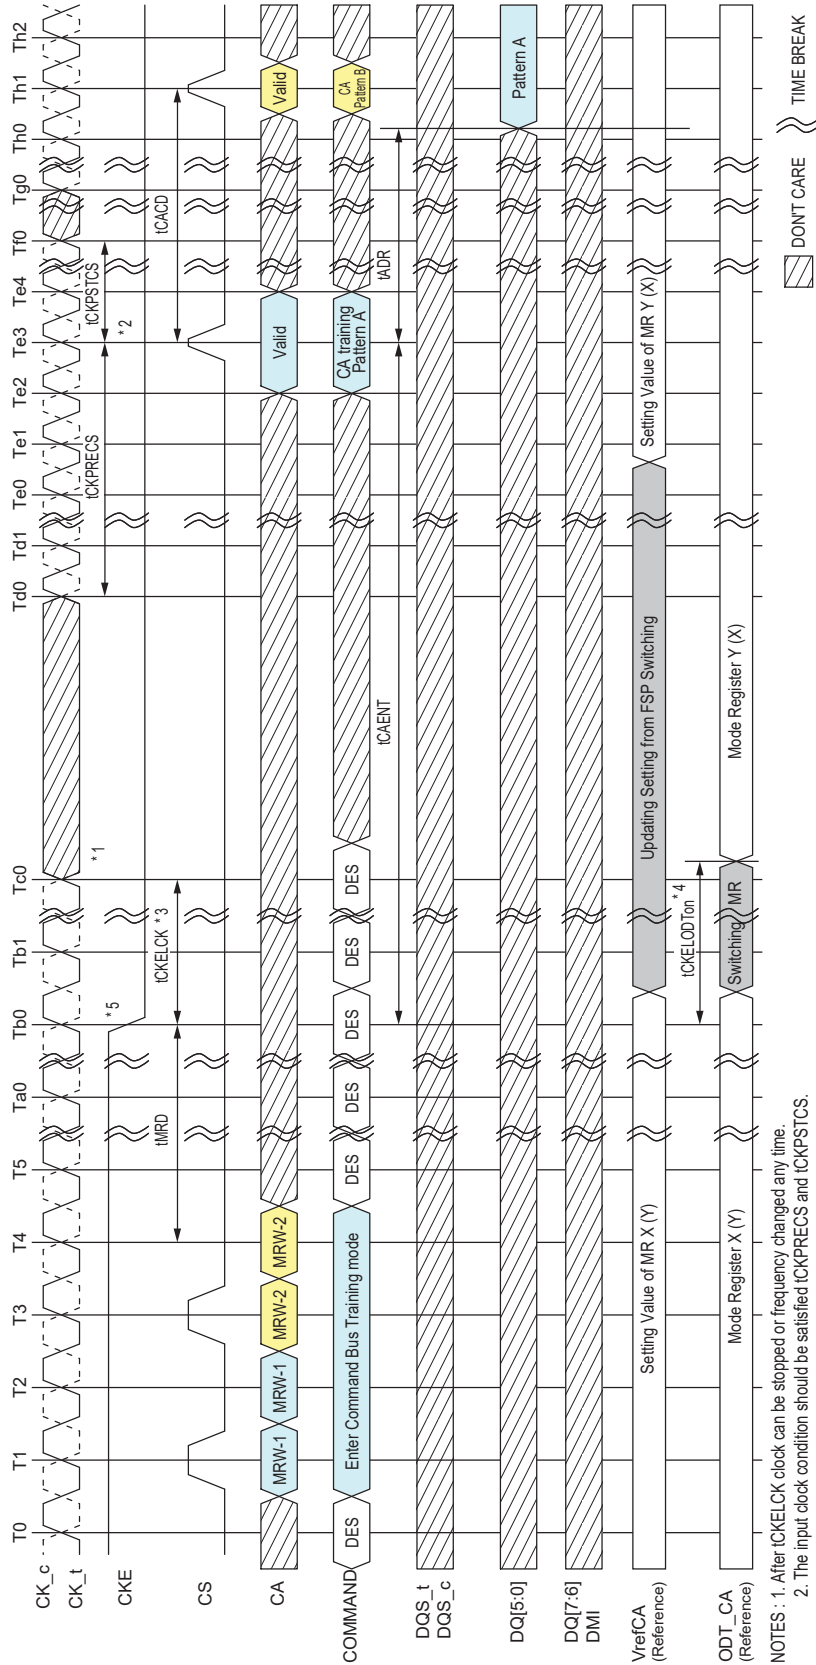 T0 T1 T2 T3 T4 T5 Ta0 Tb0 Tb1 Tc0 Td0 Td1 Te0 Te1 Te2 Te3 Te4 Tf0 Tg0 Th0 Th1 Th2
CK_c
CK_t
*1
tCKPRECS
*2
tCKPSTCS
CKE
*5
tMRD
tCKELCK *3
tCACD
CS
CA
MRW-1
MRW-1
MRW-2
MRW-2
Valid
Valid
COMMAND
DES
Enter Command Bus Training mode
DES
DES
DES
DES
DES
CA training
Pattern A
CA
Pattern B
tCAENT
tADR
DQS_t
DQS_c
DQ[5:0]
Pattern A
DQ[7:6]
DMI
VrefCA
(Reference)
Setting Value of MR X (Y)
Updating Setting from FSP Switching
Setting Value of MR Y (X)
tCKELODTon *4
ODT_CA
(Reference)
Mode Register X (Y)
Switching MR
Mode Register Y (X)
NOTES : 1. After tCKELCK clock can be stopped or frequency changed any time.
2. The input clock condition should be satisfied tCKPRECS and tCKPSTCS.
DON'T CARE
TIME BREAK